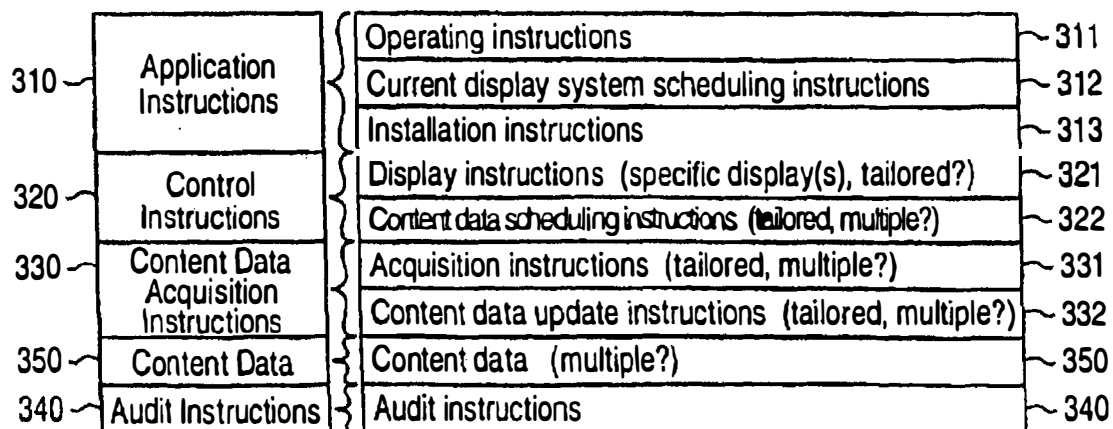 310
Application
Instructions
Operating instructions
311
Current display system scheduling instructions
312
Installation instructions
313
320
Control
Instructions
Display instructions (specific display(s), tailored?)
321
Content data scheduling instructions (tailored, multiple?)
322
330
Content Data
Acquisition
Instructions
Acquisition instructions (tailored, multiple?)
331
Content data update instructions (tailored, multiple?)
332
350
Content Data
Content data (multiple?)
350
340
Audit Instructions
Audit instructions
340